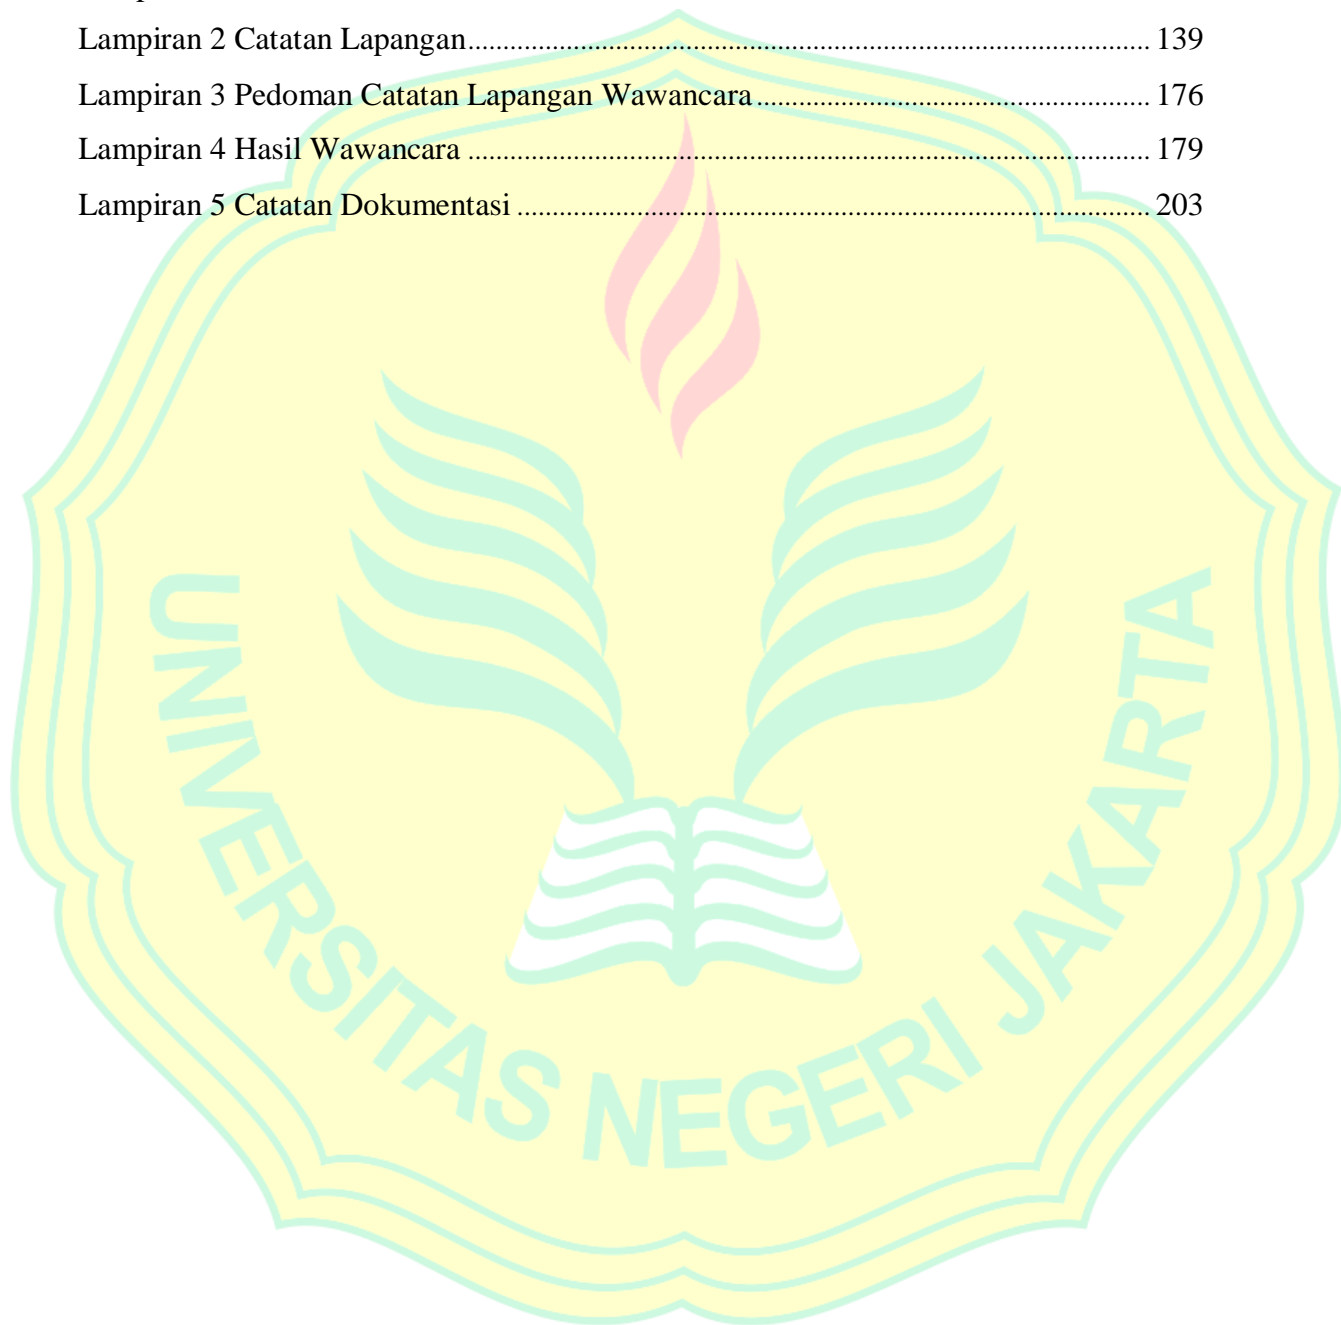 Lampiran 2 Catatan Lapangan.................................................................................................. 139
Lampiran 3 Pedoman Catatan Lapangan Wawancara ........................................................ 176
Lampiran 4 Hasil Wawancara ................................................................................................. 179
Lampiran 5 Catatan Dokumentasi .......................................................................................... 203
UNIVERSITAS NEGERI JAKARTA